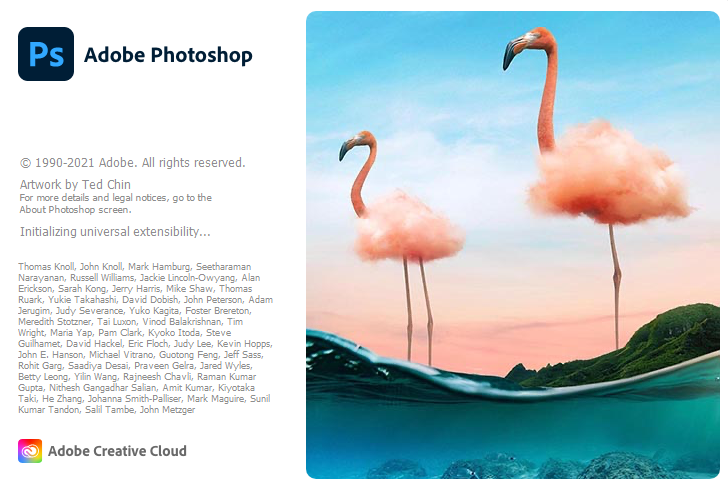 Ps
Adobe Photoshop
© 1990-2021 Adobe. All rights reserved.
Artwork by Ted Chin
For more details and legal notices, go to the
About Photoshop screen.
Initializing universal extensibility...
Thomas Knoll, John Knoll, Mark Hamburg, Seetharaman
Narayanan, Russell Williams, Jackie Lincoln-Owyang, Alan
Erickson, Sarah Kong, Jerry Harris, Mike Shaw, Thomas
Ruark, Yukie Takahashi, David Dobish, John Peterson, Adam
Jerugim, Judy Severance, Yuko Kagita, Foster Brereton,
Meredith Stotzner, Tai Luxon, Vinod Balakrishnan, Tim
Wright, Maria Yap, Pam Clark, Kyoko Itoda, Steve
Guilhamet, David Hackel, Eric Floch, Judy Lee, Kevin Hopps,
John E. Hanson, Michael Vitrano, Guotong Feng, Jeff Sass,
Rohit Garg, Saadiya Desai, Praveen Gelra, Jared Wyles,
Betty Leong, Yilin Wang, Rajneesh Chavli, Raman Kumar
Gupta, Nithesh Gangadhar Salian, Amit Kumar, Kiyotaka
Taki, He Zhang, Johanna Smith-Palliser, Mark Maguire, Sunil
Kumar Tandon, Salil Tambe, John Metzger
Adobe Creative Cloud